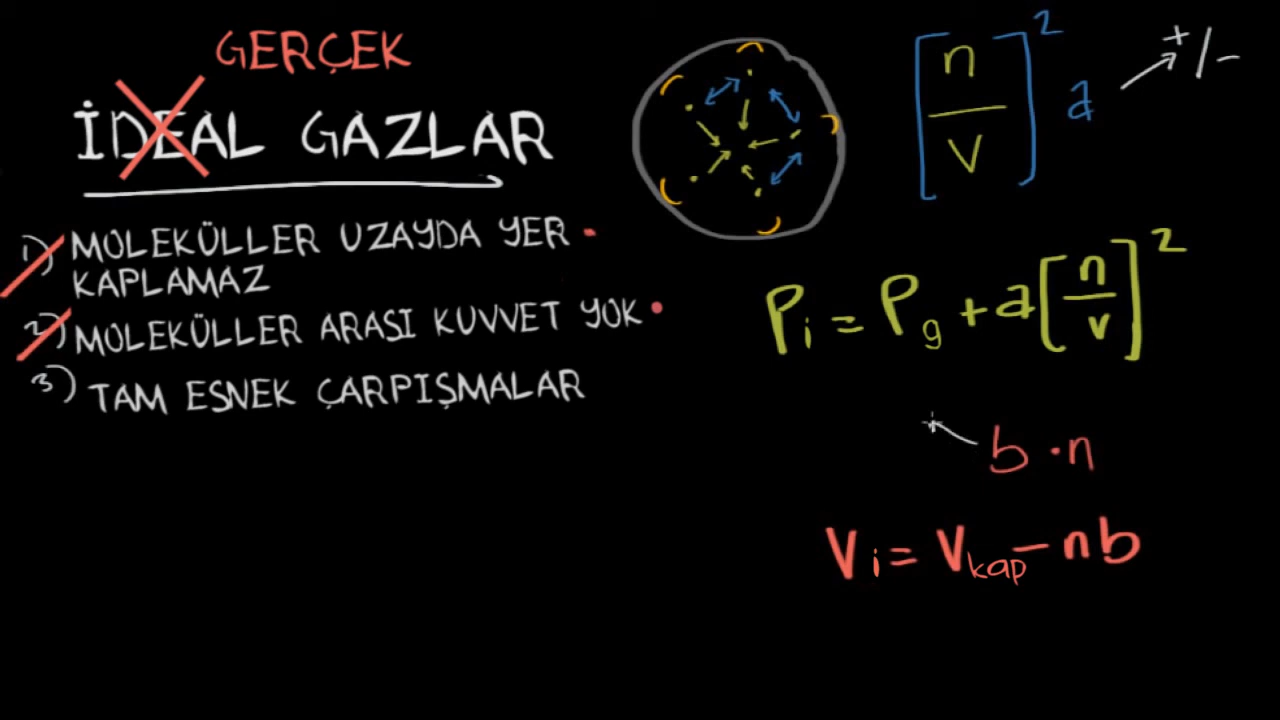 GERÇEK
İDEAL GAZLAR
1) MOLEKÜLLER UZAYDA YER
KAPLAMAZ
2) MOLEKÜLLER ARASI KUVVET YOK
3) TAM ESNEK ÇARPIŞMALAR
[n/V]² a +/-
Pi = Pg + a[n/V]²
b · n
Vi = Vkap - nb